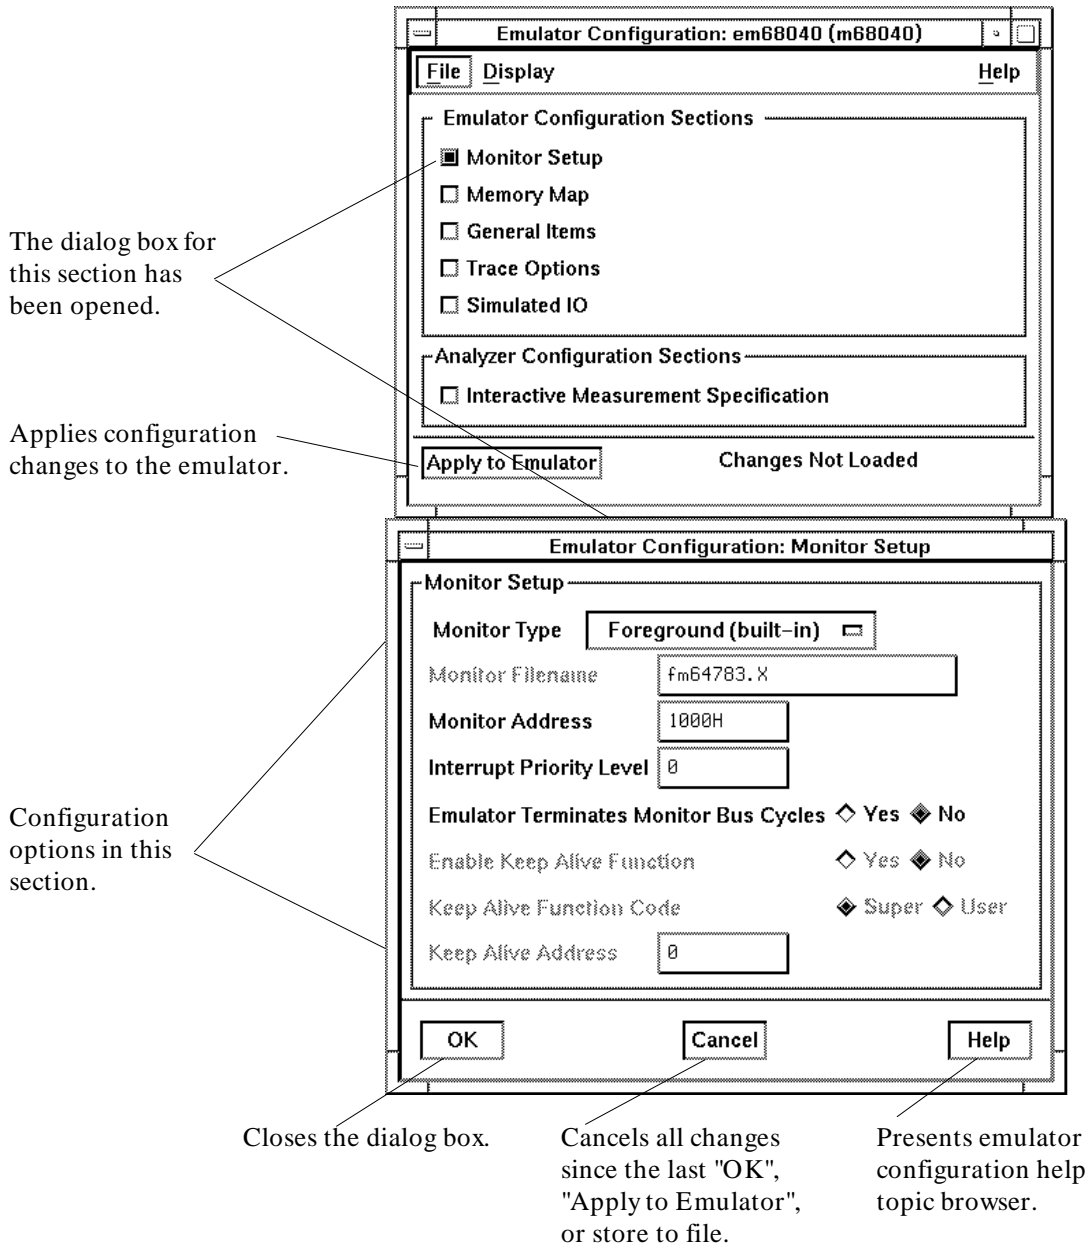 Emulator Configuration: em68040 (m68040)
File Display Help
Emulator Configuration Sections
Monitor Setup
Memory Map
General Items
Trace Options
Simulated IO
The dialog box for
this section has
been opened.
Analyzer Configuration Sections
Interactive Measurement Specification
Applies configuration
changes to the emulator.
Apply to Emulator Changes Not Loaded
Emulator Configuration: Monitor Setup
Monitor Setup
Monitor Type Foreground (built-in)
Monitor Filename fm64783.X
Monitor Address 1000H
Interrupt Priority Level 0
Emulator Terminates Monitor Bus Cycles Yes No
Enable Keep Alive Function Yes No
Keep Alive Function Code Super User
Keep Alive Address 0
Configuration
options in this
section.
OK Cancel Help
Closes the dialog box.
Cancels all changes
since the last "OK",
"Apply to Emulator",
or store to file.
Presents emulator
configuration help
topic browser.